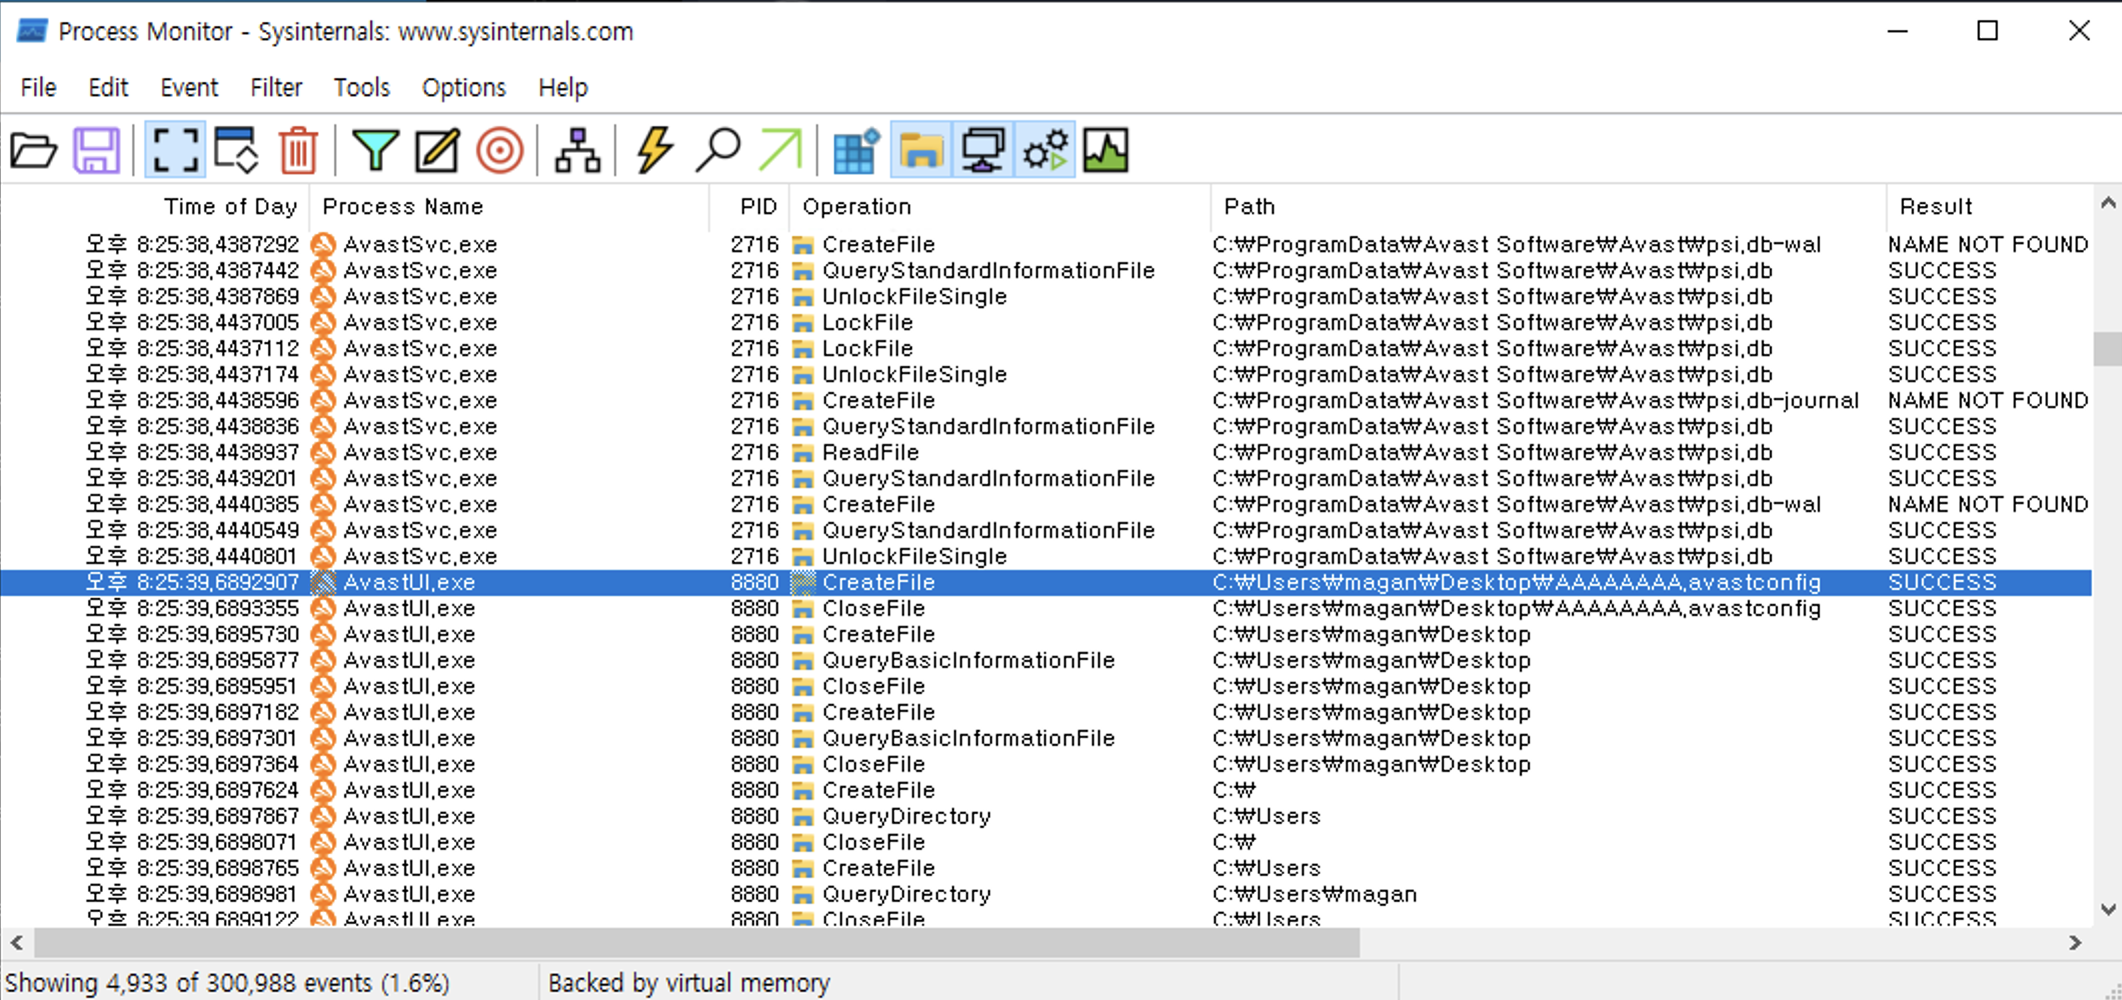 Process Monitor - Sysinternals: www.sysinternals.com
File Edit Event Filter Tools Options Help
Time of Day Process Name PID Operation Path Result
오후 8:25:38,4387292 AvastSvc,exe 2716 CreateFile C:₩ProgramData₩Avast Software₩Avast₩psi,db-wal NAME NOT FOUND
오후 8:25:38,4387442 AvastSvc,exe 2716 QueryStandardInformationFile C:₩ProgramData₩Avast Software₩Avast₩psi,db SUCCESS
오후 8:25:38,4387869 AvastSvc,exe 2716 UnlockFileSingle C:₩ProgramData₩Avast Software₩Avast₩psi,db SUCCESS
오후 8:25:38,4437005 AvastSvc,exe 2716 LockFile C:₩ProgramData₩Avast Software₩Avast₩psi,db SUCCESS
오후 8:25:38,4437112 AvastSvc,exe 2716 LockFile C:₩ProgramData₩Avast Software₩Avast₩psi,db SUCCESS
오후 8:25:38,4437174 AvastSvc,exe 2716 UnlockFileSingle C:₩ProgramData₩Avast Software₩Avast₩psi,db SUCCESS
오후 8:25:38,4438596 AvastSvc,exe 2716 CreateFile C:₩ProgramData₩Avast Software₩Avast₩psi,db-journal NAME NOT FOUND
오후 8:25:38,4438836 AvastSvc,exe 2716 QueryStandardInformationFile C:₩ProgramData₩Avast Software₩Avast₩psi,db SUCCESS
오후 8:25:38,4438937 AvastSvc,exe 2716 ReadFile C:₩ProgramData₩Avast Software₩Avast₩psi,db SUCCESS
오후 8:25:38,4439201 AvastSvc,exe 2716 QueryStandardInformationFile C:₩ProgramData₩Avast Software₩Avast₩psi,db SUCCESS
오후 8:25:38,4440385 AvastSvc,exe 2716 CreateFile C:₩ProgramData₩Avast Software₩Avast₩psi,db-wal NAME NOT FOUND
오후 8:25:38,4440549 AvastSvc,exe 2716 QueryStandardInformationFile C:₩ProgramData₩Avast Software₩Avast₩psi,db SUCCESS
오후 8:25:38,4440801 AvastSvc,exe 2716 UnlockFileSingle C:₩ProgramData₩Avast Software₩Avast₩psi,db SUCCESS
오후 8:25:39,6892907 AvastUI,exe 8880 CreateFile C:₩Users₩magan₩Desktop₩AAAAAAAA,avastconfig SUCCESS
오후 8:25:39,6893355 AvastUI,exe 8880 CloseFile C:₩Users₩magan₩Desktop₩AAAAAAAA,avastconfig SUCCESS
오후 8:25:39,6895730 AvastUI,exe 8880 CreateFile C:₩Users₩magan₩Desktop SUCCESS
오후 8:25:39,6895877 AvastUI,exe 8880 QueryBasicInformationFile C:₩Users₩magan₩Desktop SUCCESS
오후 8:25:39,6895951 AvastUI,exe 8880 CloseFile C:₩Users₩magan₩Desktop SUCCESS
오후 8:25:39,6897182 AvastUI,exe 8880 CreateFile C:₩Users₩magan₩Desktop SUCCESS
오후 8:25:39,6897301 AvastUI,exe 8880 QueryBasicInformationFile C:₩Users₩magan₩Desktop SUCCESS
오후 8:25:39,6897364 AvastUI,exe 8880 CloseFile C:₩Users₩magan₩Desktop SUCCESS
오후 8:25:39,6897624 AvastUI,exe 8880 CreateFile C:₩ SUCCESS
오후 8:25:39,6897867 AvastUI,exe 8880 QueryDirectory C:₩Users SUCCESS
오후 8:25:39,6898071 AvastUI,exe 8880 CloseFile C:₩ SUCCESS
오후 8:25:39,6898765 AvastUI,exe 8880 CreateFile C:₩Users SUCCESS
오후 8:25:39,6898981 AvastUI,exe 8880 QueryDirectory C:₩Users₩magan SUCCESS
오후 8:25:39,6899122 AvastUI,exe 8880 CloseFile C:₩Users SUCCESS
Showing 4,933 of 300,988 events (1.6%) Backed by virtual memory